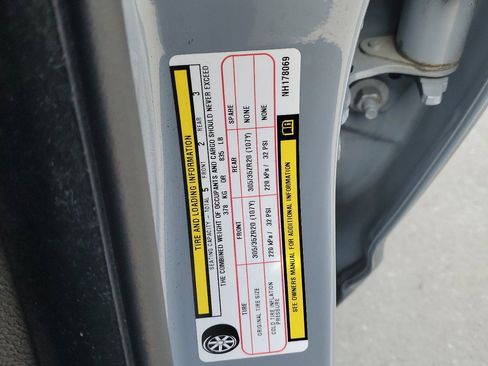 TIRE AND LOADING INFORMATION
SEATING CAPACITY - TOTAL 5 FRONT 2 REAR 3
THE COMBINED WEIGHT OF OCCUPANTS AND CARGO SHOULD NEVER EXCEED
378 KG OR 835 LB
TIRE FRONT REAR SPARE
ORIGINAL TIRE SIZE 305/35ZR20 (107Y) 305/35ZR20 (107Y) NONE
COLD TIRE INFLATION PRESSURE 220 kPa / 32 PSI 220 kPa / 32 PSI NONE
SEE OWNERS MANUAL FOR ADDITIONAL INFORMATION
NH178069